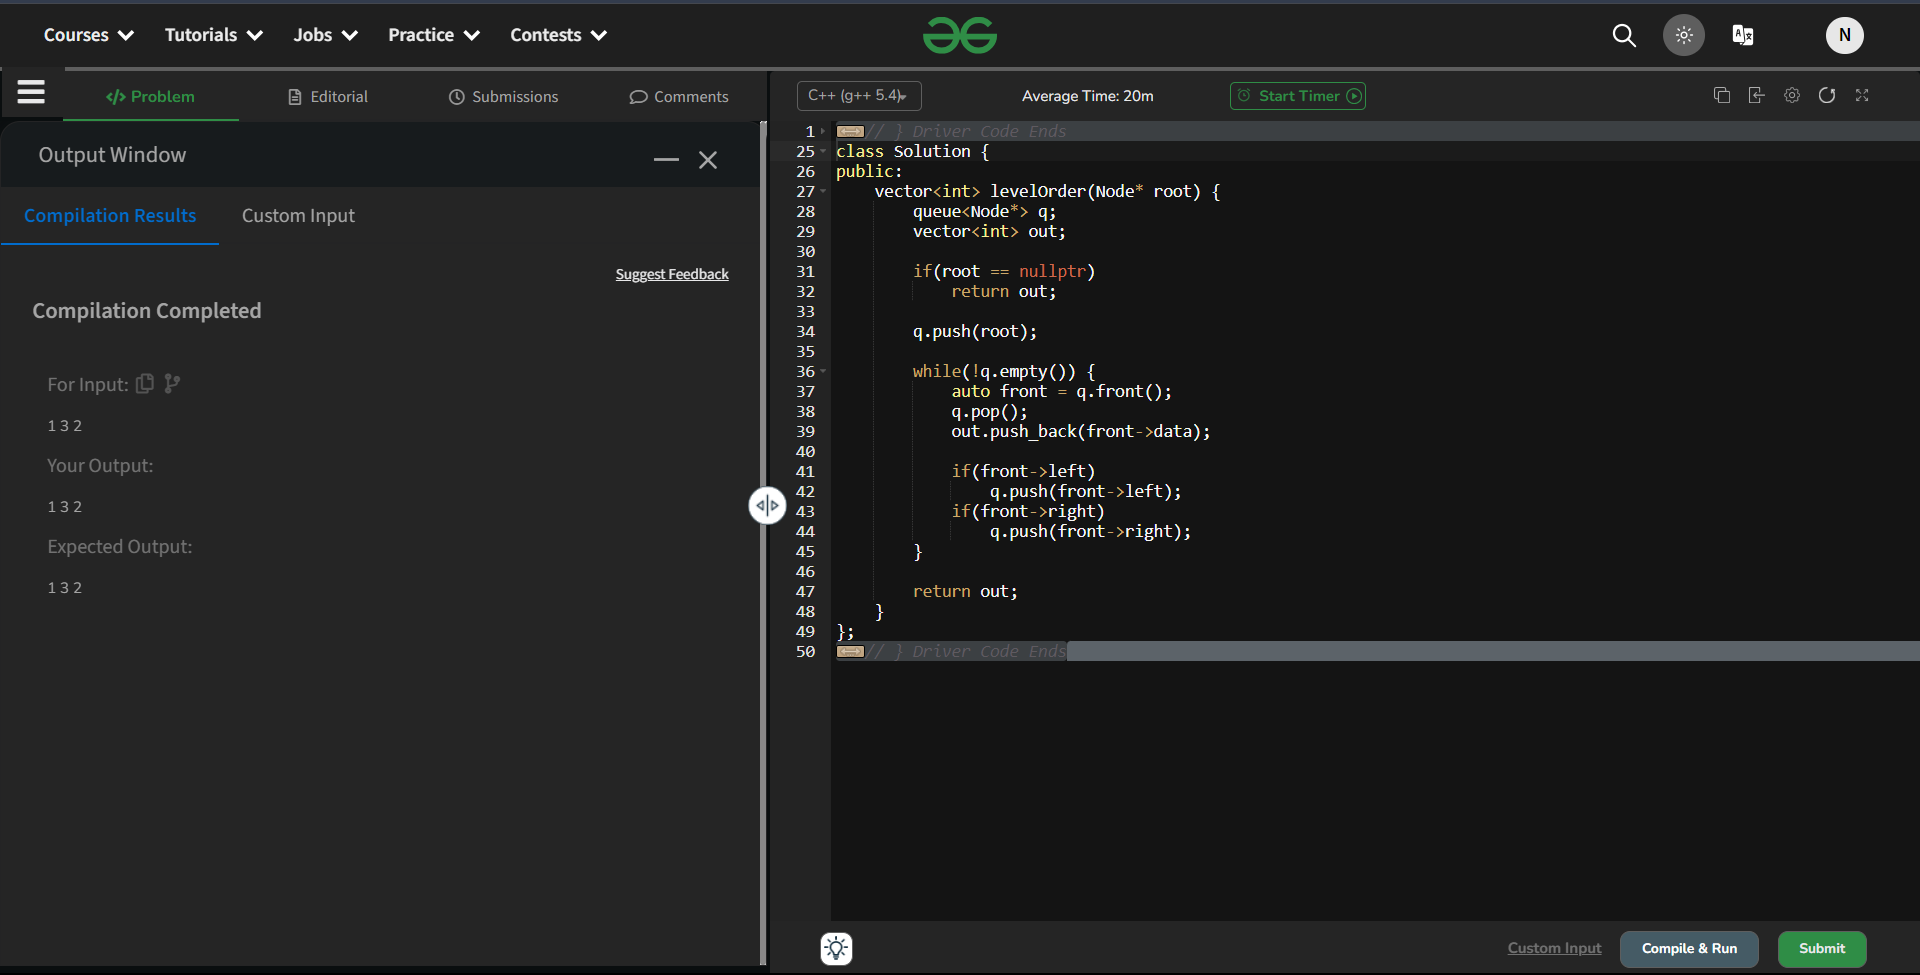 Courses Tutorials Jobs Practice Contests
N
Problem Editorial Submissions Comments
C++ (g++ 5.4) Average Time: 20m Start Timer
Output Window
Compilation Results Custom Input
Suggest Feedback
Compilation Completed
For Input:
1 3 2
Your Output:
1 3 2
Expected Output:
1 3 2
1 // } Driver Code Ends
25 class Solution {
26 public:
27     vector<int> levelOrder(Node* root) {
28         queue<Node*> q;
29         vector<int> out;
30
31         if(root == nullptr)
32             return out;
33
34         q.push(root);
35
36         while(!q.empty()) {
37             auto front = q.front();
38             q.pop();
39             out.push_back(front->data);
40
41             if(front->left)
42                 q.push(front->left);
43             if(front->right)
44                 q.push(front->right);
45         }
46
47         return out;
48     }
49 };
50 // } Driver Code Ends
Custom Input Compile & Run Submit